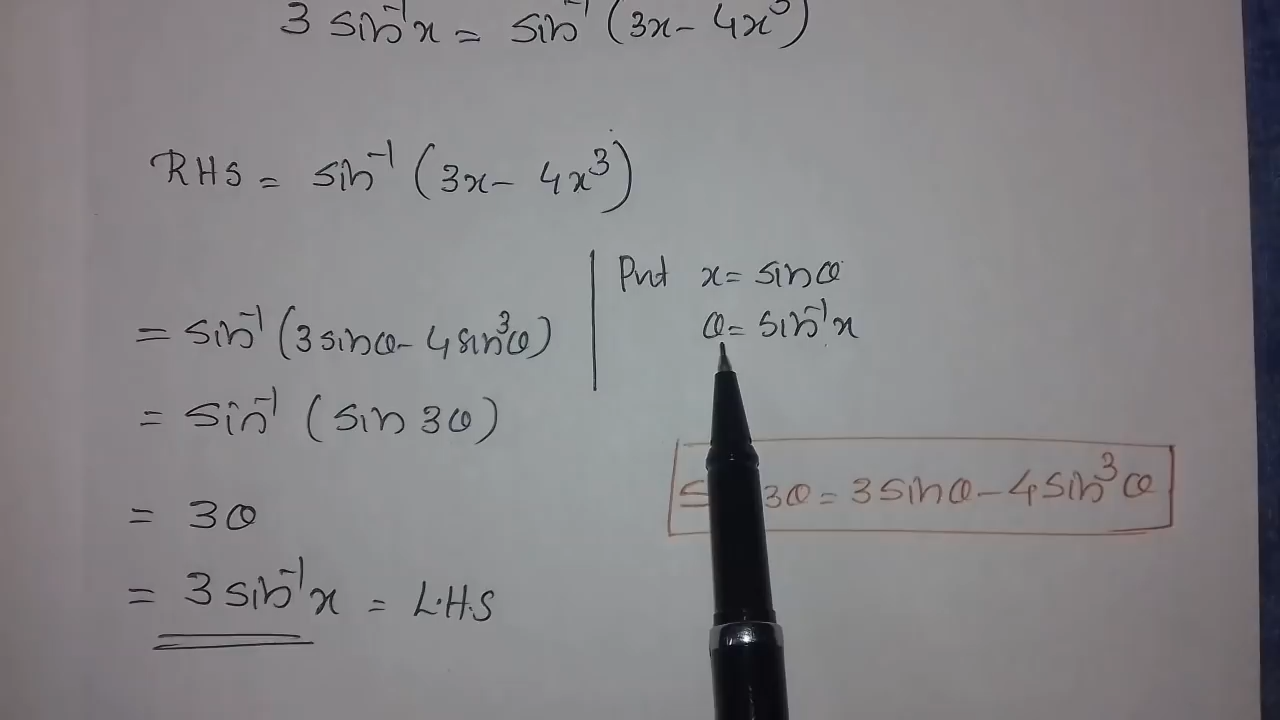 3 sin⁻¹x = sin⁻¹ (3x - 4x³)
RHS = sin⁻¹ (3x - 4x³)
Put x = sinθ
θ = sin⁻¹x
= sin⁻¹ (3 sinθ - 4 sin³θ)
= sin⁻¹ (sin 3θ)
= 3θ
= 3 sin⁻¹x = L.H.S
3θ = 3 sinθ - 4 sin³θ